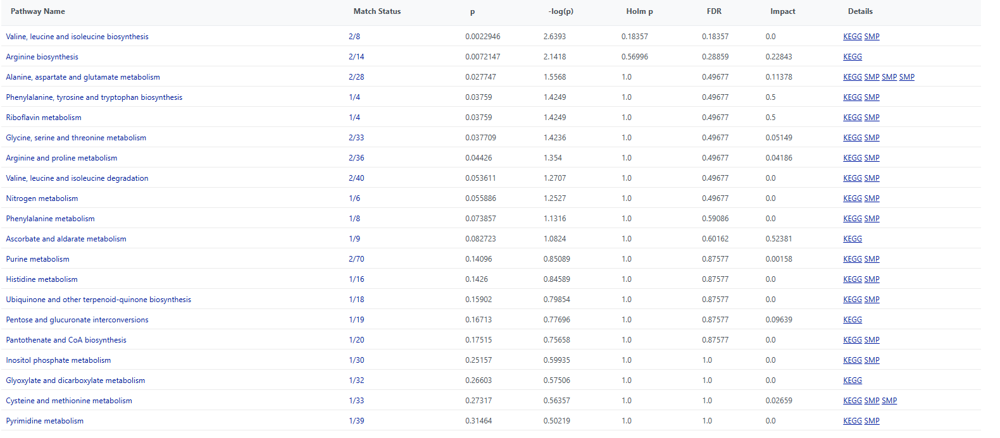 Pathway Name Match Status p -log(p) Holm p FDR Impact Details
Valine, leucine and isoleucine biosynthesis 2/8 0.0022946 2.6393 0.18357 0.18357 0.0 KEGG SMP
Arginine biosynthesis 2/14 0.0072147 2.1418 0.56996 0.28859 0.22843 KEGG
Alanine, aspartate and glutamate metabolism 2/28 0.027747 1.5568 1.0 0.49677 0.11378 KEGG SMP SMP SMP
Phenylalanine, tyrosine and tryptophan biosynthesis 1/4 0.03759 1.4249 1.0 0.49677 0.5 KEGG SMP
Riboflavin metabolism 1/4 0.03759 1.4249 1.0 0.49677 0.5 KEGG SMP
Glycine, serine and threonine metabolism 2/33 0.037709 1.4236 1.0 0.49677 0.05149 KEGG SMP
Arginine and proline metabolism 2/36 0.04426 1.354 1.0 0.49677 0.04186 KEGG SMP
Valine, leucine and isoleucine degradation 2/40 0.053611 1.2707 1.0 0.49677 0.0 KEGG SMP
Nitrogen metabolism 1/6 0.055886 1.2527 1.0 0.49677 0.0 KEGG SMP
Phenylalanine metabolism 1/8 0.073857 1.1316 1.0 0.59086 0.0 KEGG SMP
Ascorbate and aldarate metabolism 1/9 0.082723 1.0824 1.0 0.60162 0.52381 KEGG
Purine metabolism 2/70 0.14096 0.85089 1.0 0.87577 0.00158 KEGG SMP
Histidine metabolism 1/16 0.1426 0.84589 1.0 0.87577 0.0 KEGG SMP
Ubiquinone and other terpenoid-quinone biosynthesis 1/18 0.15902 0.79854 1.0 0.87577 0.0 KEGG SMP
Pentose and glucuronate interconversions 1/19 0.16713 0.77696 1.0 0.87577 0.09639 KEGG
Pantothenate and CoA biosynthesis 1/20 0.17515 0.75658 1.0 0.87577 0.0 KEGG SMP
Inositol phosphate metabolism 1/30 0.25157 0.59935 1.0 1.0 0.0 KEGG SMP
Glyoxylate and dicarboxylate metabolism 1/32 0.26603 0.57506 1.0 1.0 0.0 KEGG
Cysteine and methionine metabolism 1/33 0.27317 0.56357 1.0 1.0 0.02659 KEGG SMP SMP
Pyrimidine metabolism 1/39 0.31464 0.50219 1.0 1.0 0.0 KEGG SMP